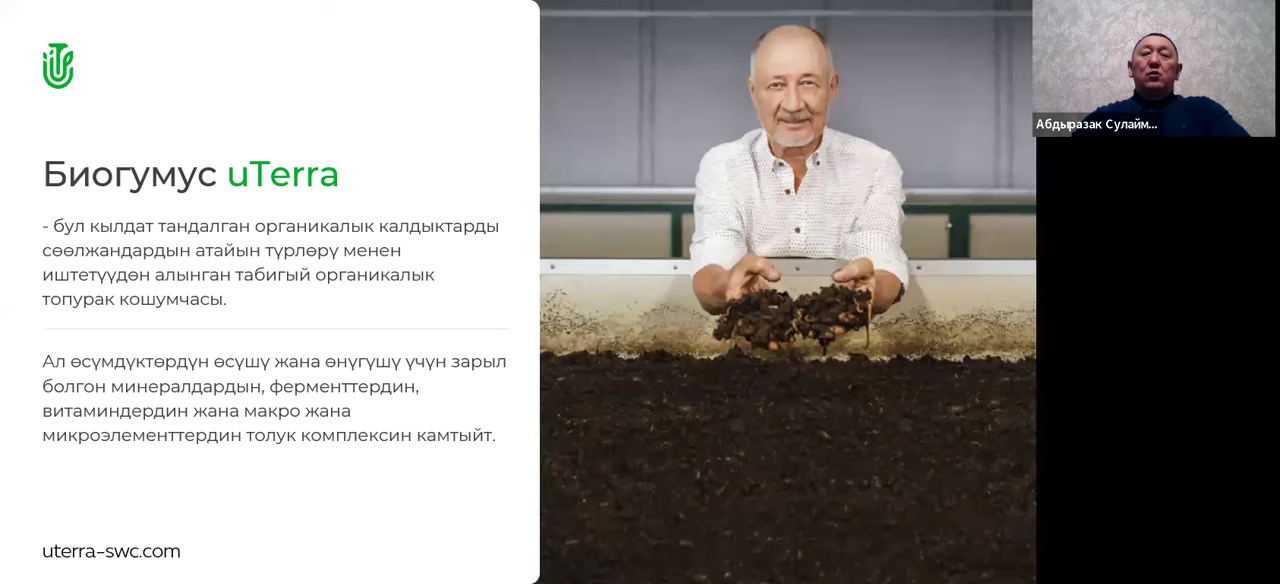 Биогумус uTerra
- бул кылдат тандалган органикалык калдыктарды
сөөлжандардын атайын түрлөрү менен
иштетүүдөн алынган табигый органикалык
топурак кошумчасы.
Ал өсүмдүктөрдүн өсүшү жана өнүгүшү үчүн зарыл
болгон минералдардын, ферменттердин,
витаминдердин жана макро жана
микроэлементтердин толук комплексин камтыйт.
uterra-swc.com
Абдыразак Сулайм...